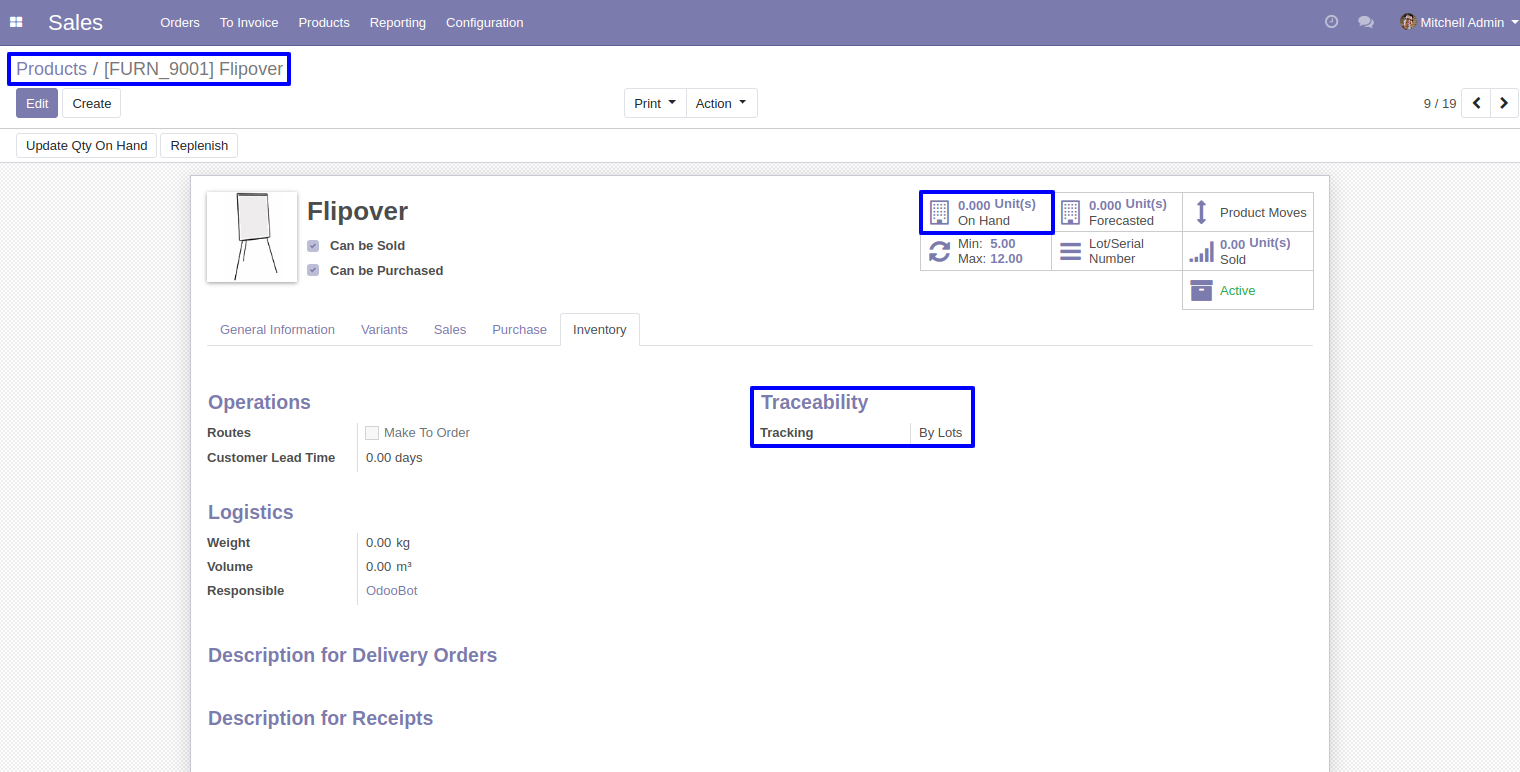 Sales Orders To Invoice Products Reporting Configuration Mitchell Admin
Products / [FURN_9001] Flipover
Edit Create Print Action 9 / 19
Update Qty On Hand Replenish
Flipover
Can be Sold
Can be Purchased
0.000 Unit(s)
On Hand
0.000 Unit(s)
Forecasted
Product Moves
Min: 5.00
Max: 12.00
Lot/Serial
Number
0.00 Unit(s)
Sold
Active
General Information Variants Sales Purchase Inventory
Operations
Routes Make To Order
Customer Lead Time 0.00 days
Traceability
Tracking By Lots
Logistics
Weight 0.00 kg
Volume 0.00 m³
Responsible OdooBot
Description for Delivery Orders
Description for Receipts